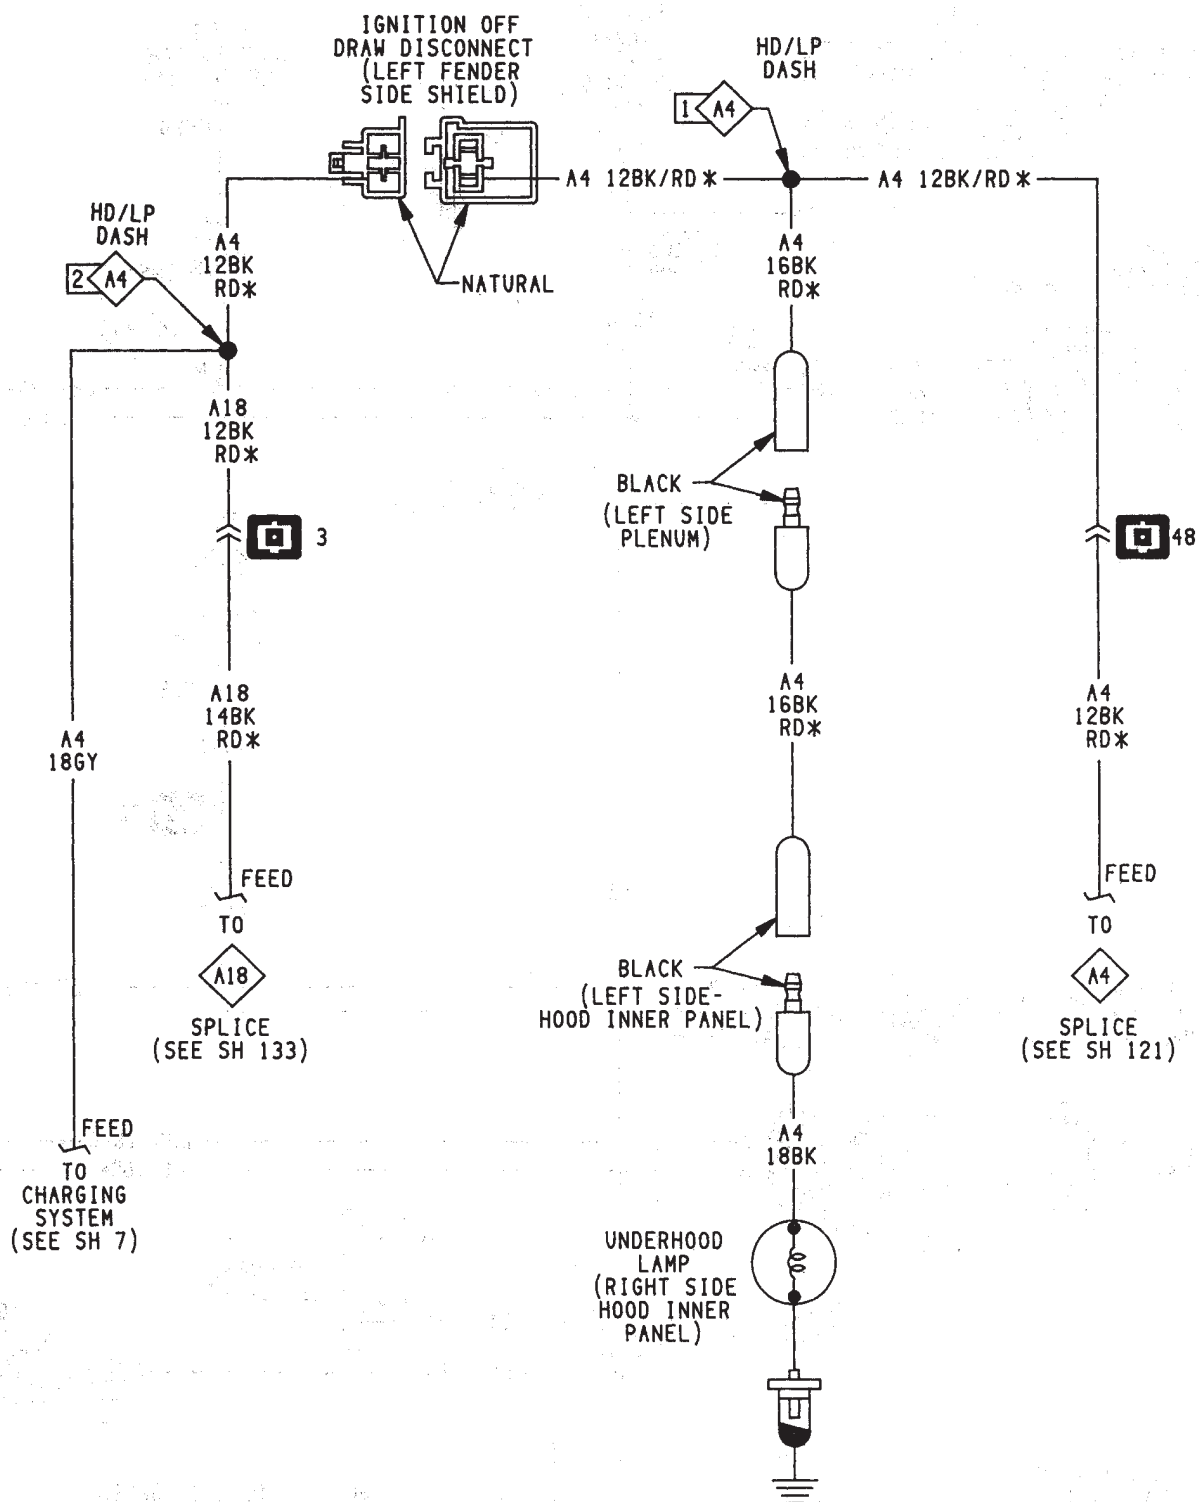 IGNITION OFF
DRAW DISCONNECT
(LEFT FENDER
SIDE SHIELD)
HD/LP
DASH
1 A4
A4 12BK/RD*
A4 12BK/RD*
HD/LP
DASH
2 A4
A4
12BK
RD*
NATURAL
A4
16BK
RD*
A18
12BK
RD*
BLACK
(LEFT SIDE
PLENUM)
3
48
A18
14BK
RD*
A4
16BK
RD*
A4
12BK
RD*
A4
18GY
FEED
TO
A18
SPLICE
(SEE SH 133)
FEED
TO
A4
SPLICE
(SEE SH 121)
BLACK
(LEFT SIDE-
HOOD INNER PANEL)
FEED
TO
CHARGING
SYSTEM
(SEE SH 7)
A4
18BK
UNDERHOOD
LAMP
(RIGHT SIDE
HOOD INNER
PANEL)